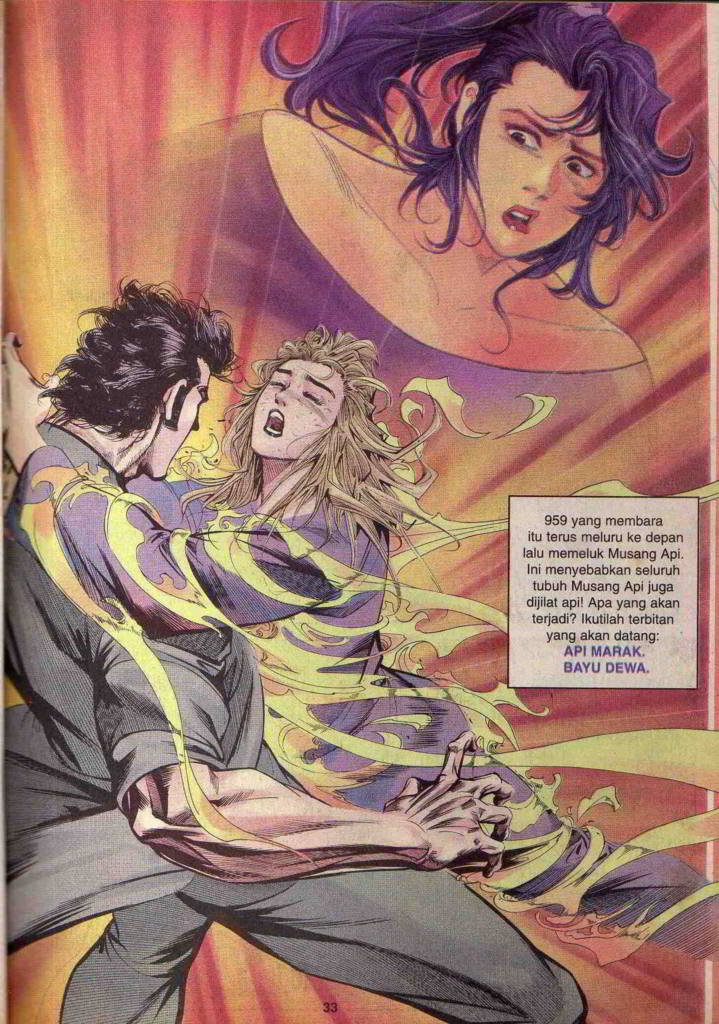 959 yang membara
itu terus meluru ke depan
lalu memeluk Musang Api.
Ini menyebabkan seluruh
tubuh Musang Api juga
dijilat api! Apa yang akan
terjadi? Ikutilah terbitan
yang akan datang:
API MARAK.
BAYU DEWA.
33